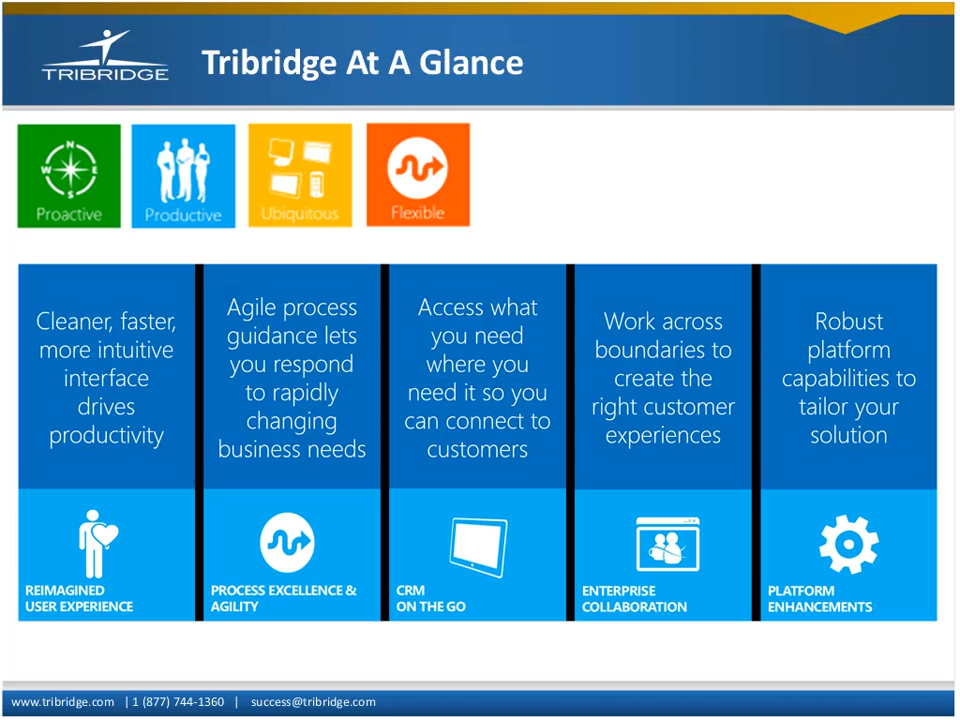 TRIBRIDGE
Tribridge At A Glance
Proactive
Productive
Ubiquitous
Flexible
N
W E
S
Cleaner, faster,
more intuitive
interface
drives
productivity
Agile process
guidance lets
you respond
to rapidly
changing
business needs
Access what
you need
where you
need it so you
can connect to
customers
Work across
boundaries to
create the
right customer
experiences
Robust
platform
capabilities to
tailor your
solution
REIMAGINED
USER EXPERIENCE
PROCESS EXCELLENCE &
AGILITY
CRM
ON THE GO
ENTERPRISE
COLLABORATION
PLATFORM
ENHANCEMENTS
www.tribridge.com | 1 (877) 744-1360 | success@tribridge.com